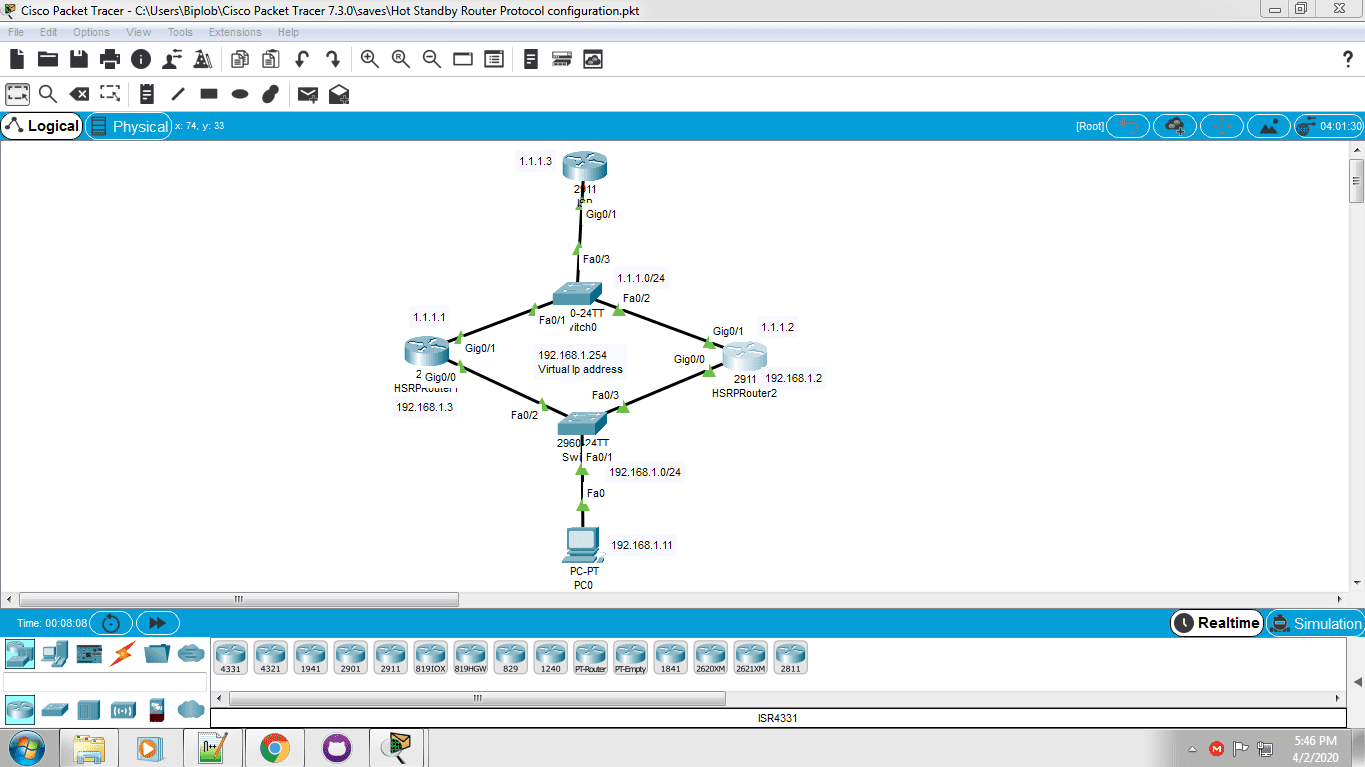 Cisco Packet Tracer - C:\Users\Biplob\Cisco Packet Tracer 7.3.0\saves\Hot Standby Router Protocol configuration.pkt
File Edit Options View Tools Extensions Help
?
Logical Physical x: 74, y: 33 [Root] 04:01:30
1.1.1.3
2911
ISP
Gig0/1
Fa0/3
1.1.1.0/24
Fa0/2
0-24TT
Fa0/1
witch0
1.1.1.1
Gig0/1
1.1.1.2
Gig0/1
192.168.1.254
Virtual Ip address
Gig0/0
2
Gig0/0
HSRPRouter1
192.168.1.3
2911
192.168.1.2
HSRPRouter2
Fa0/3
Fa0/2
2960-24TT
Swi Fa0/1
192.168.1.0/24
Fa0
192.168.1.11
PC-PT
PC0
Time: 00:08:08 Realtime Simulation
4331 4321 1941 2901 2911 819IOX 819HGW 829 1240 PT-Router PT-Empty 1841 2620XM 2621XM 2811
ISR4331
5:46 PM
4/2/2020